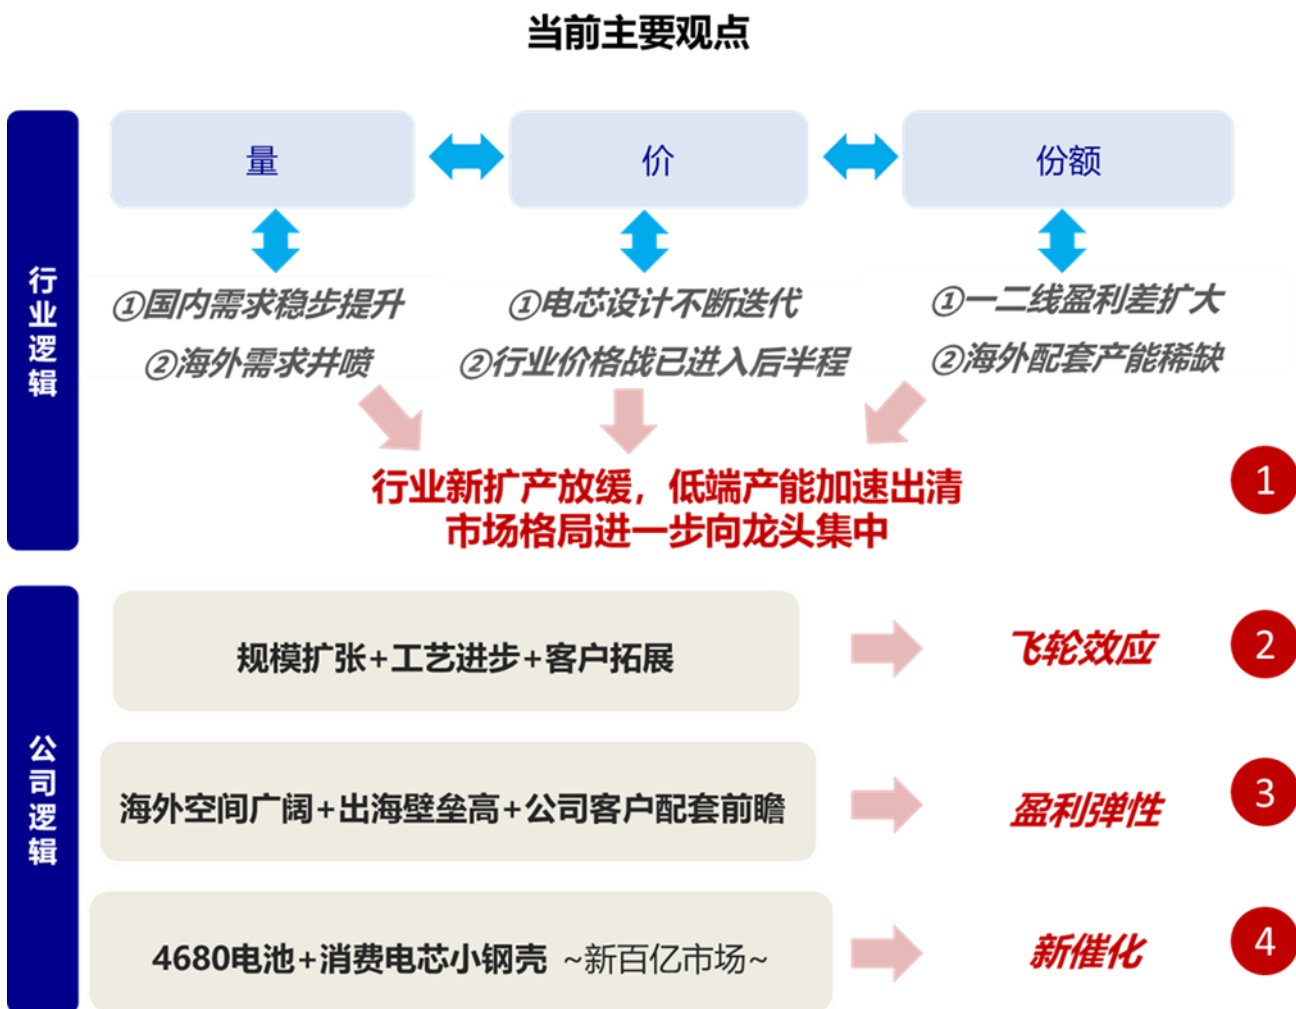 当前主要观点
行业逻辑
量
价
份额
①国内需求稳步提升
②海外需求井喷
①电芯设计不断迭代
②行业价格战已进入后半程
①一二线盈利差扩大
②海外配套产能稀缺
行业新扩产放缓，低端产能加速出清
市场格局进一步向龙头集中
1
公司逻辑
规模扩张+工艺进步+客户拓展
飞轮效应
2
海外空间广阔+出海壁垒高+公司客户配套前瞻
盈利弹性
3
4680电池+消费电芯小钢壳 ~新百亿市场~
新催化
4